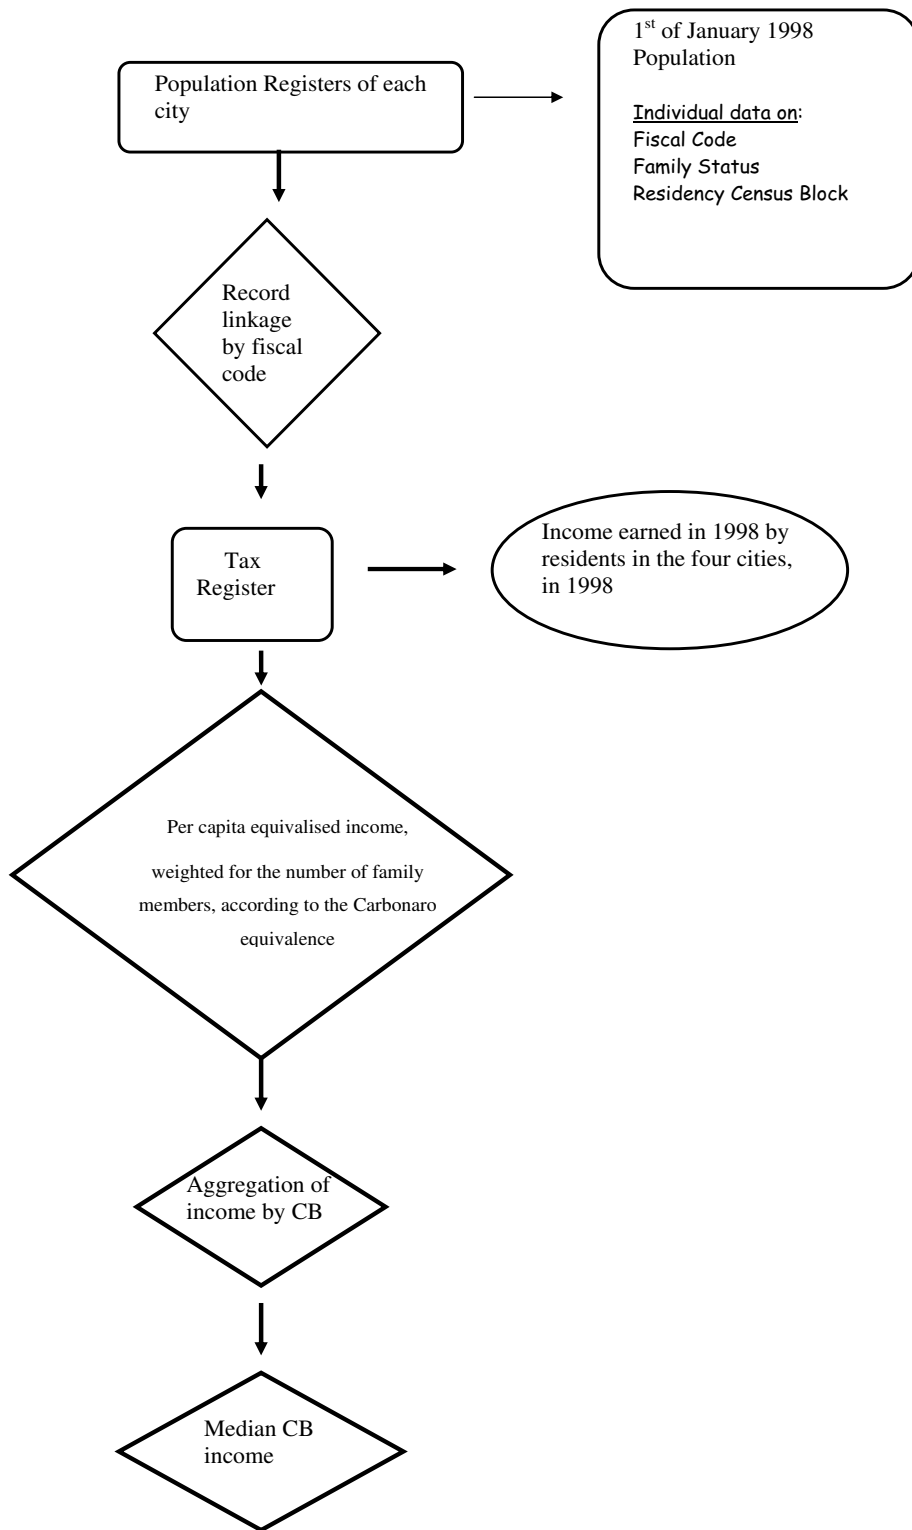 Population Registers of each
city
1st of January 1998
Population
Individual data on:
Fiscal Code
Family Status
Residency Census Block
Record
linkage
by fiscal
code
Tax
Register
Income earned in 1998 by
residents in the four cities,
in 1998
Per capita equivalised income,
weighted for the number of family
members, according to the Carbonaro
equivalence
Aggregation of
income by CB
Median CB
income